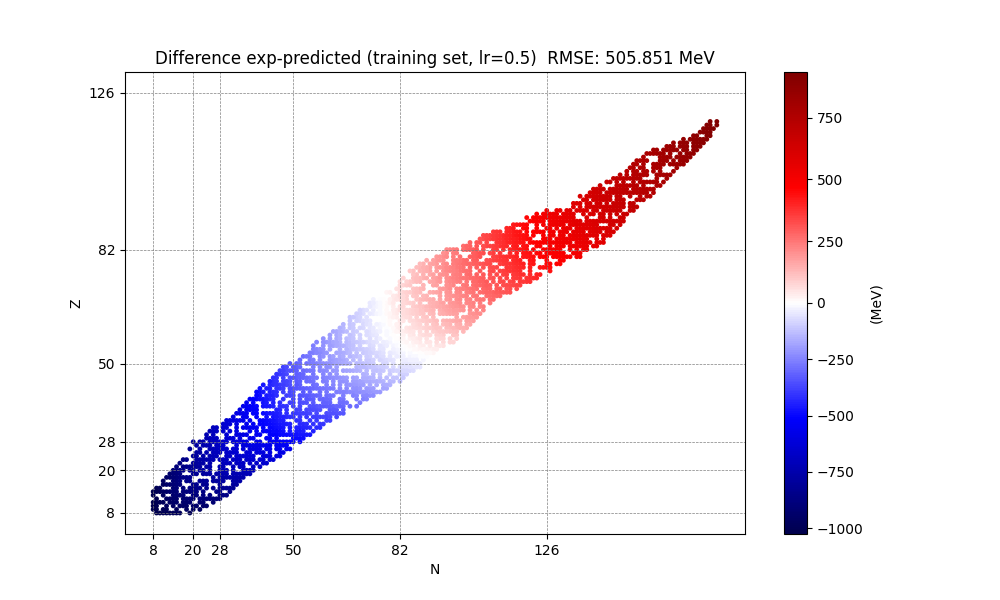 Difference exp-predicted (training set, lr=0.5)  RMSE: 505.851 MeV
126
82
50
28
20
8
Z
8 20 28 50 82 126
N
750
500
250
0
−250
−500
−750
−1000
(MeV)